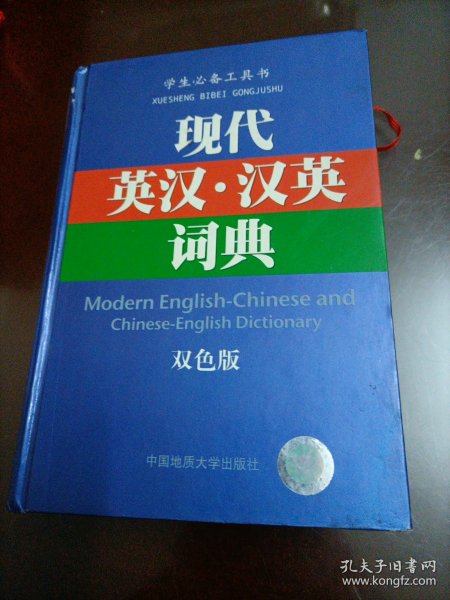 学生必备工具书
XUESHENG BIBEI GONGJUSHU
现代
英汉·汉英
词典
Modern English-Chinese and
Chinese-English Dictionary
双色版
中国地质大学出版社
孔夫子旧书网
www.kongfz.com